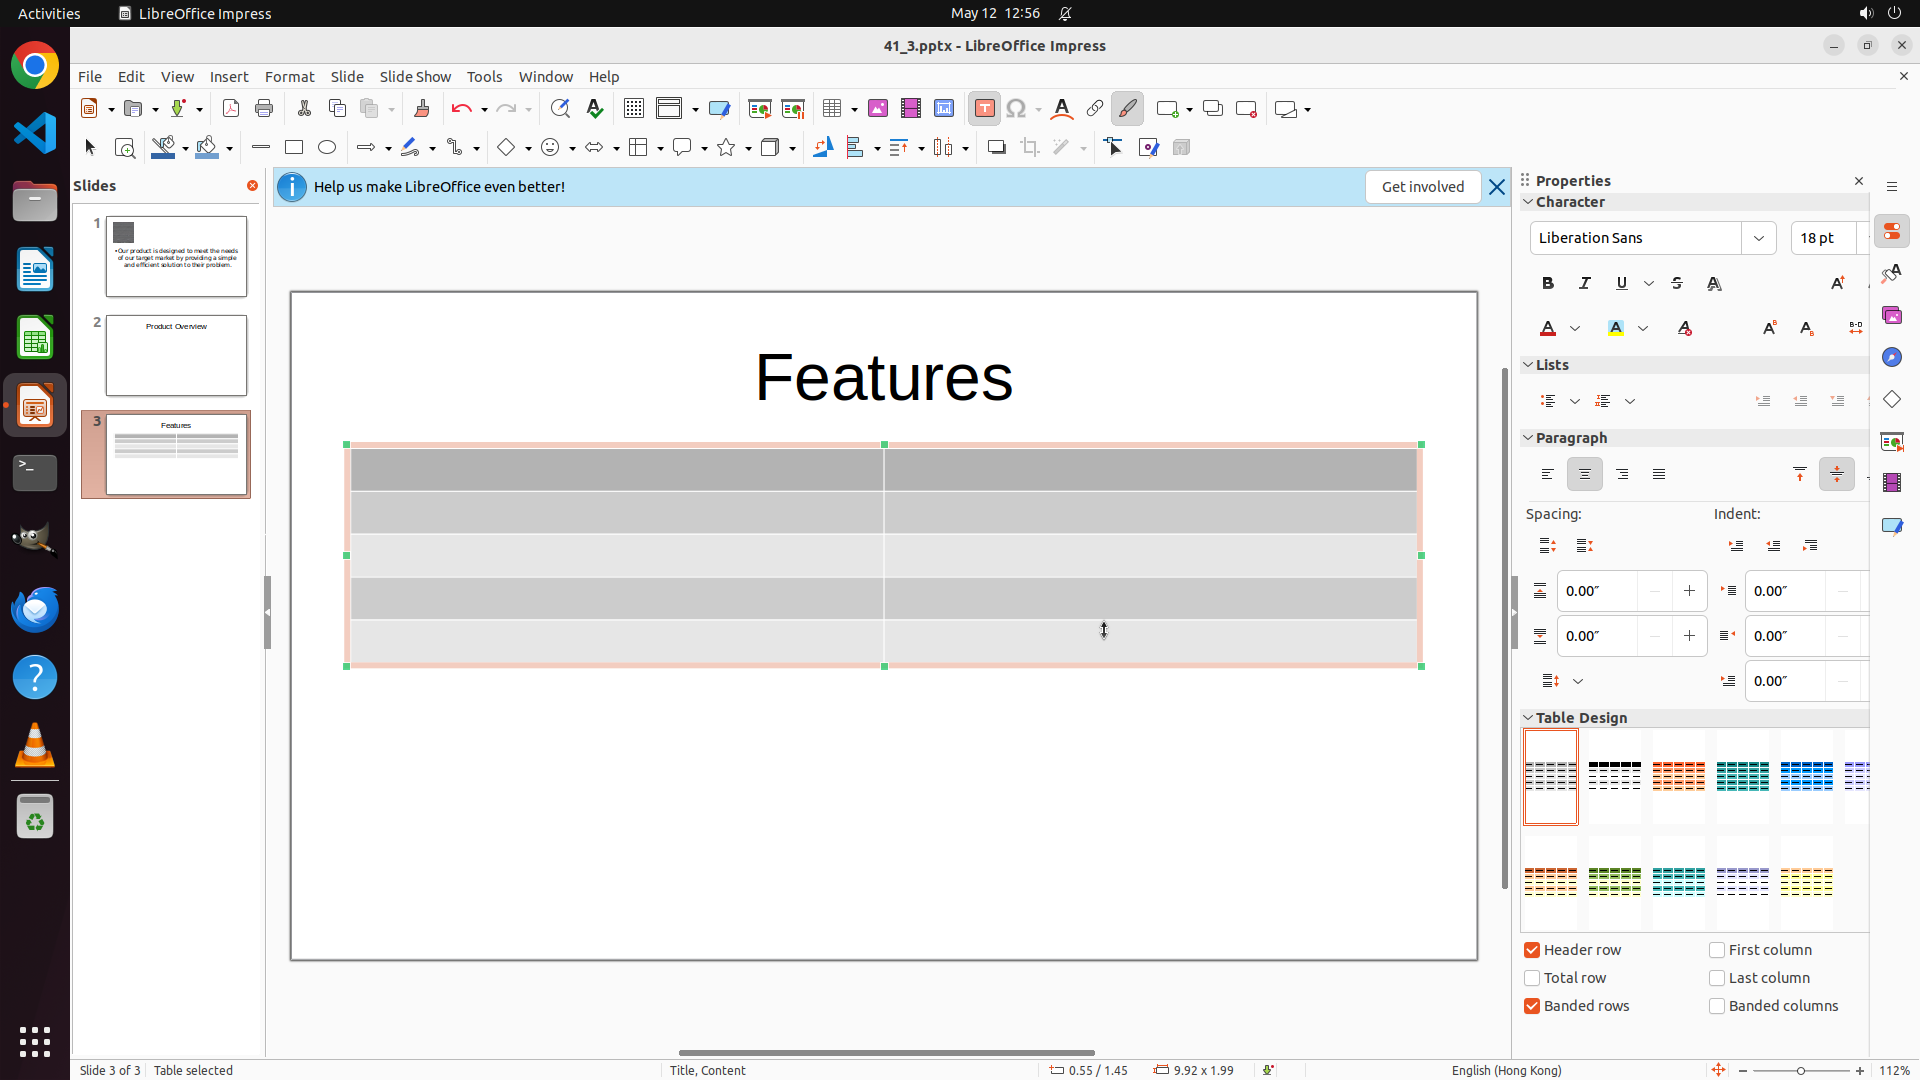 Activities
LibreOffice Impress
May 12 12:56
41_3.pptx - LibreOffice Impress
File
Edit
View
Insert
Format
Slide
Slide Show
Tools
Window
Help
Slides
Help us make LibreOffice even better!
Get involved
Properties
Character
Liberation Sans
18 pt
Lists
Paragraph
Spacing:
Indent:
0.00″
0.00″
0.00″
0.00″
0.00″
Table Design
Header row
First column
Total row
Last column
Banded rows
Banded columns
1
•Our product is designed to meet the needs
of our target market by providing a simple
and efficient solution to their problem.
2
Product Overview
3
Features
Features
Slide 3 of 3
Table selected
Title, Content
0.55 / 1.45
9.92 x 1.99
English (Hong Kong)
112%